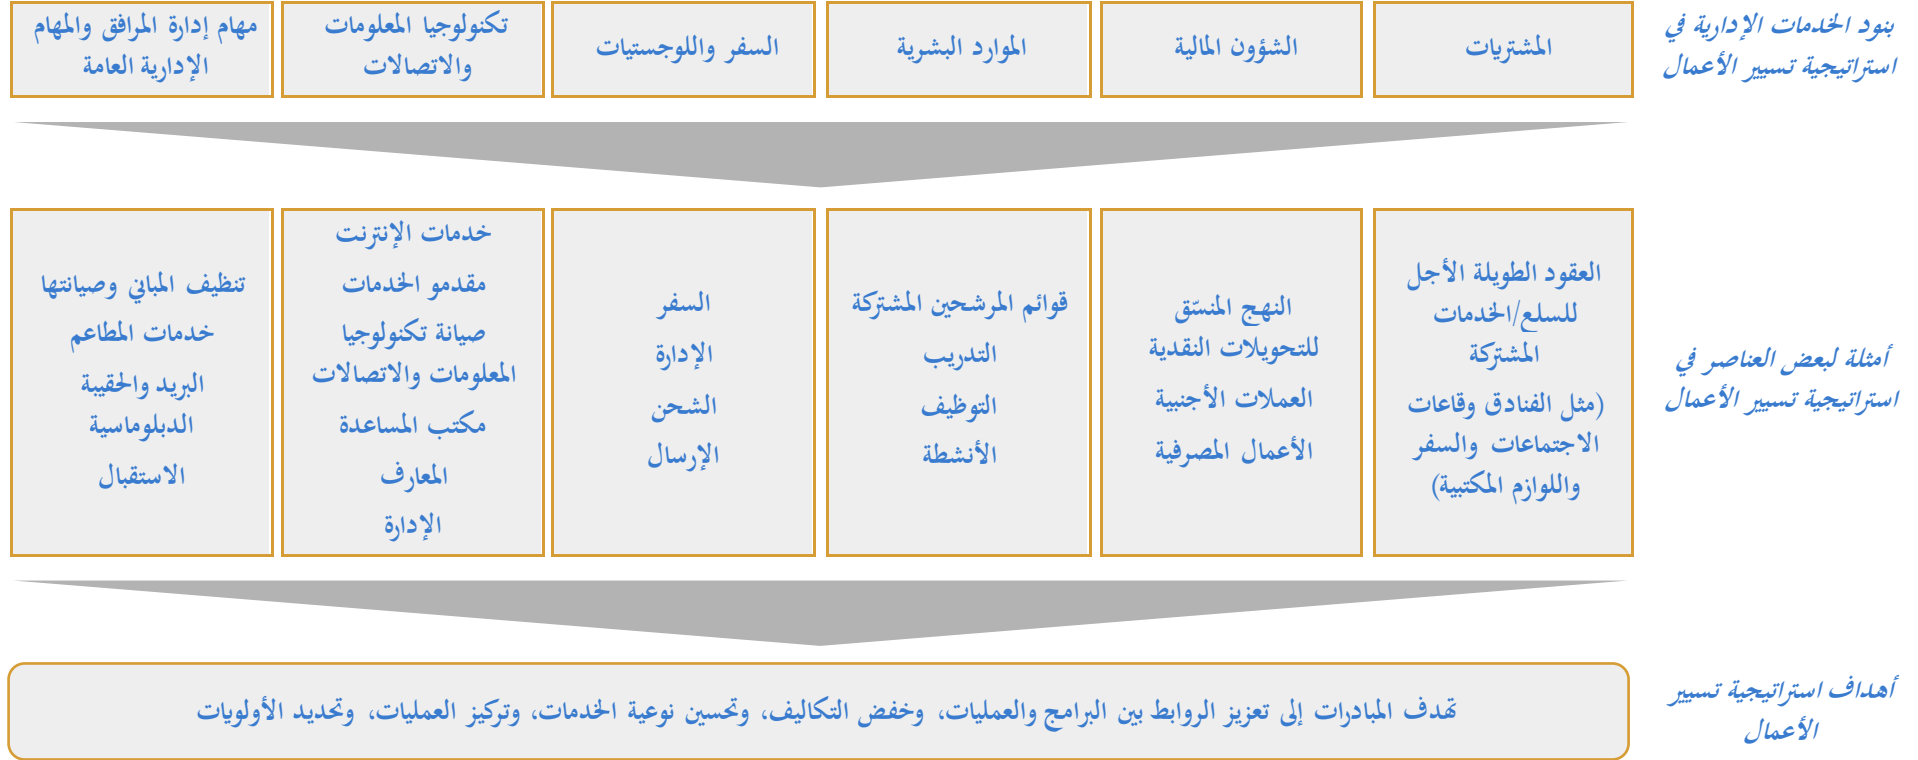 بنود الخدمات الإدارية في
استراتيجية تسيير الأعمال
المشتريات
الشؤون المالية
الموارد البشرية
السفر واللوجستيات
تكنولوجيا المعلومات
والاتصالات
مهام إدارة المرافق والمهام
الإدارية العامة
أمثلة لبعض العناصر في
استراتيجية تسيير الأعمال
العقود الطويلة الأجل
للسلع/الخدمات
المشتركة
(مثل الفنادق وقاعات
الاجتماعات والسفر
واللوازم المكتبية)
النهج المنسّق
للتحويلات النقدية
العملات الأجنبية
الأعمال المصرفية
قوائم المرشحين المشتركة
التدريب
التوظيف
الأنشطة
السفر
الإدارة
الشحن
الإرسال
خدمات الإنترنت
مقدمو الخدمات
صيانة تكنولوجيا
المعلومات والاتصالات
مكتب المساعدة
المعارف
الإدارة
تنظيف المباني وصيانتها
خدمات المطاعم
البريد والحقيبة
الدبلوماسية
الاستقبال
أهداف استراتيجية تسيير
الأعمال
تهدف المبادرات إلى تعزيز الروابط بين البرامج والعمليات، وخفض التكاليف، وتحسين نوعية الخدمات، وتركيز العمليات، وتحديد الأولويات